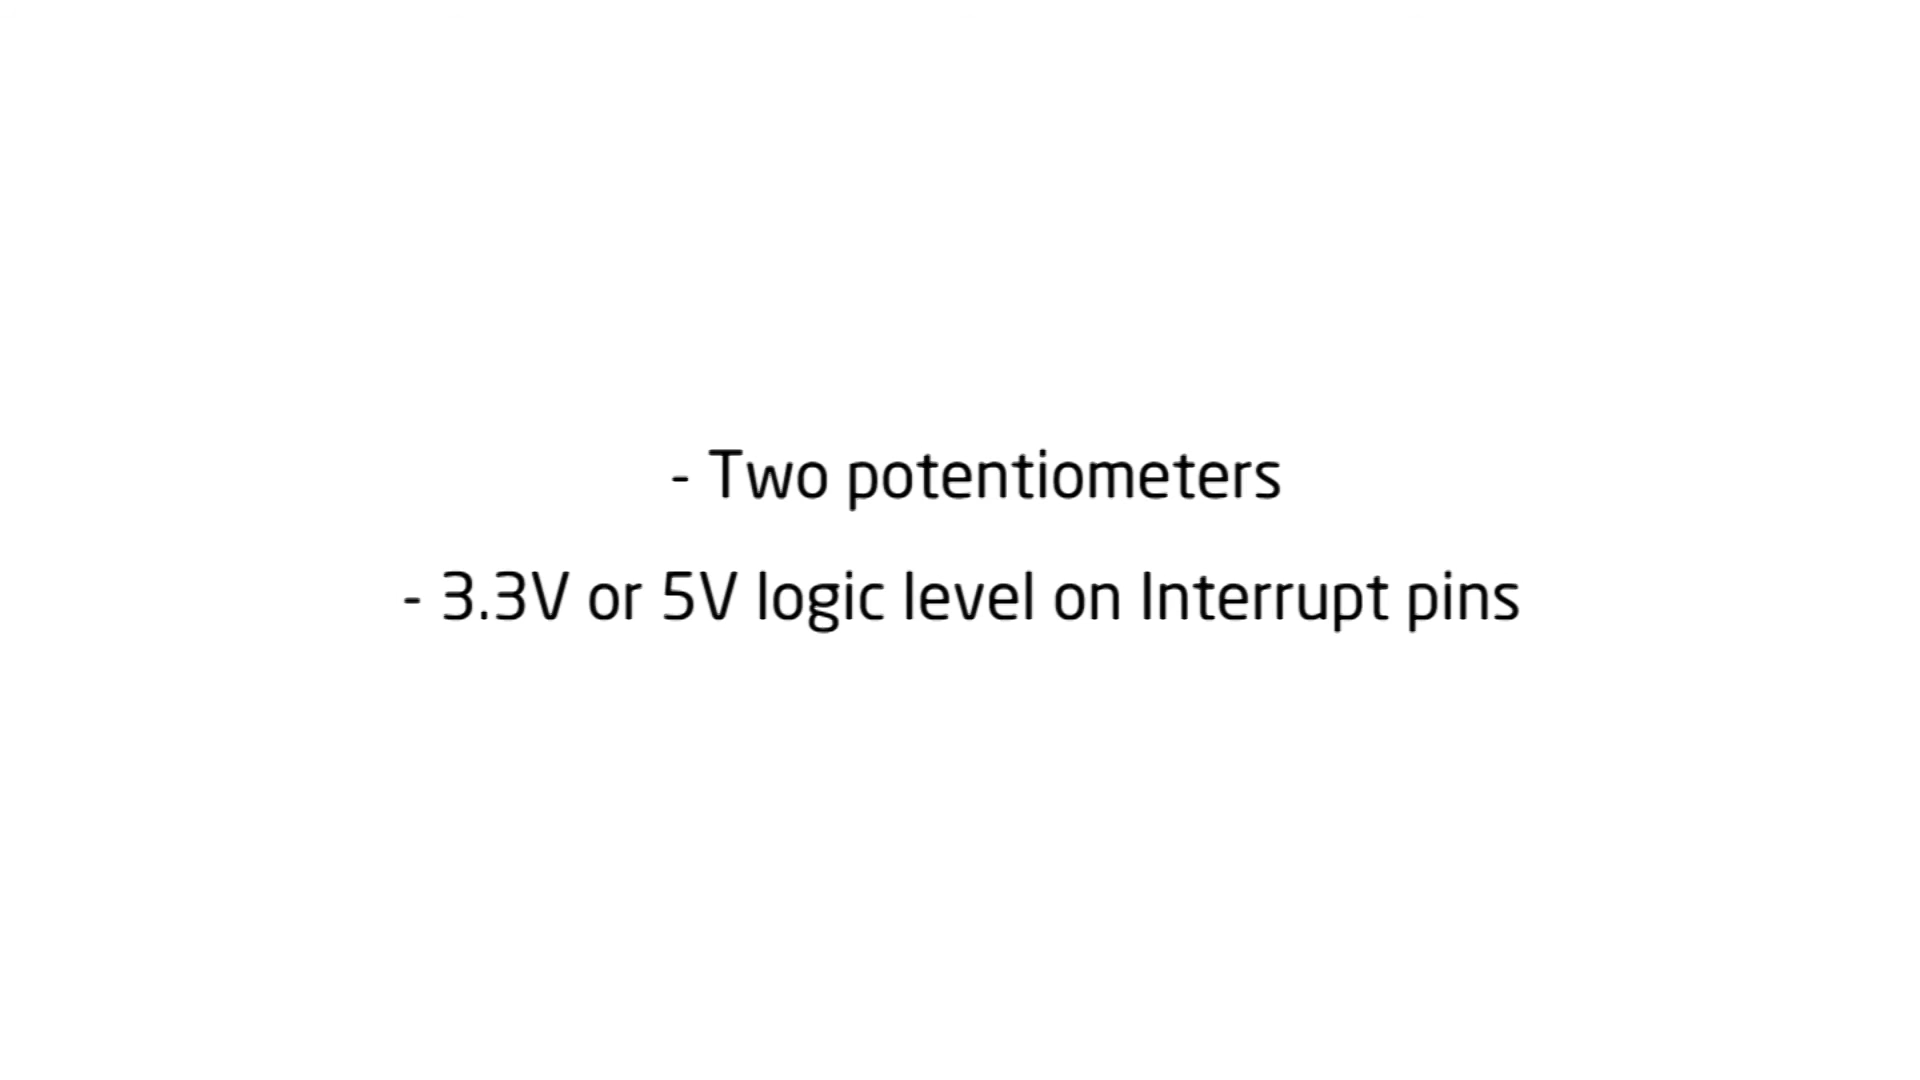 - Two potentiometers
- 3.3V or 5V logic level on Interrupt pins